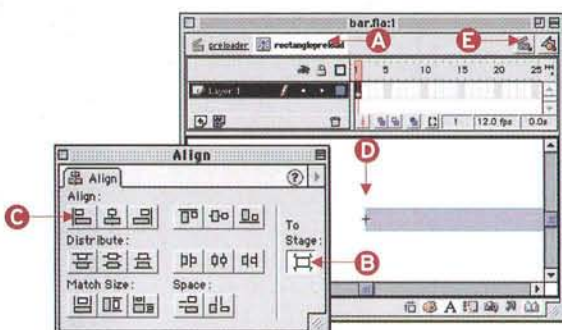 bar.fla:1
preloader rectanglepreload A E
1 5 10 15 20 25
Layer 1
1 12.0 fps 0.0s
Align
Align ?
Align:
C
D
To
Stage:
B
Distribute:
Match Size: Space:
A